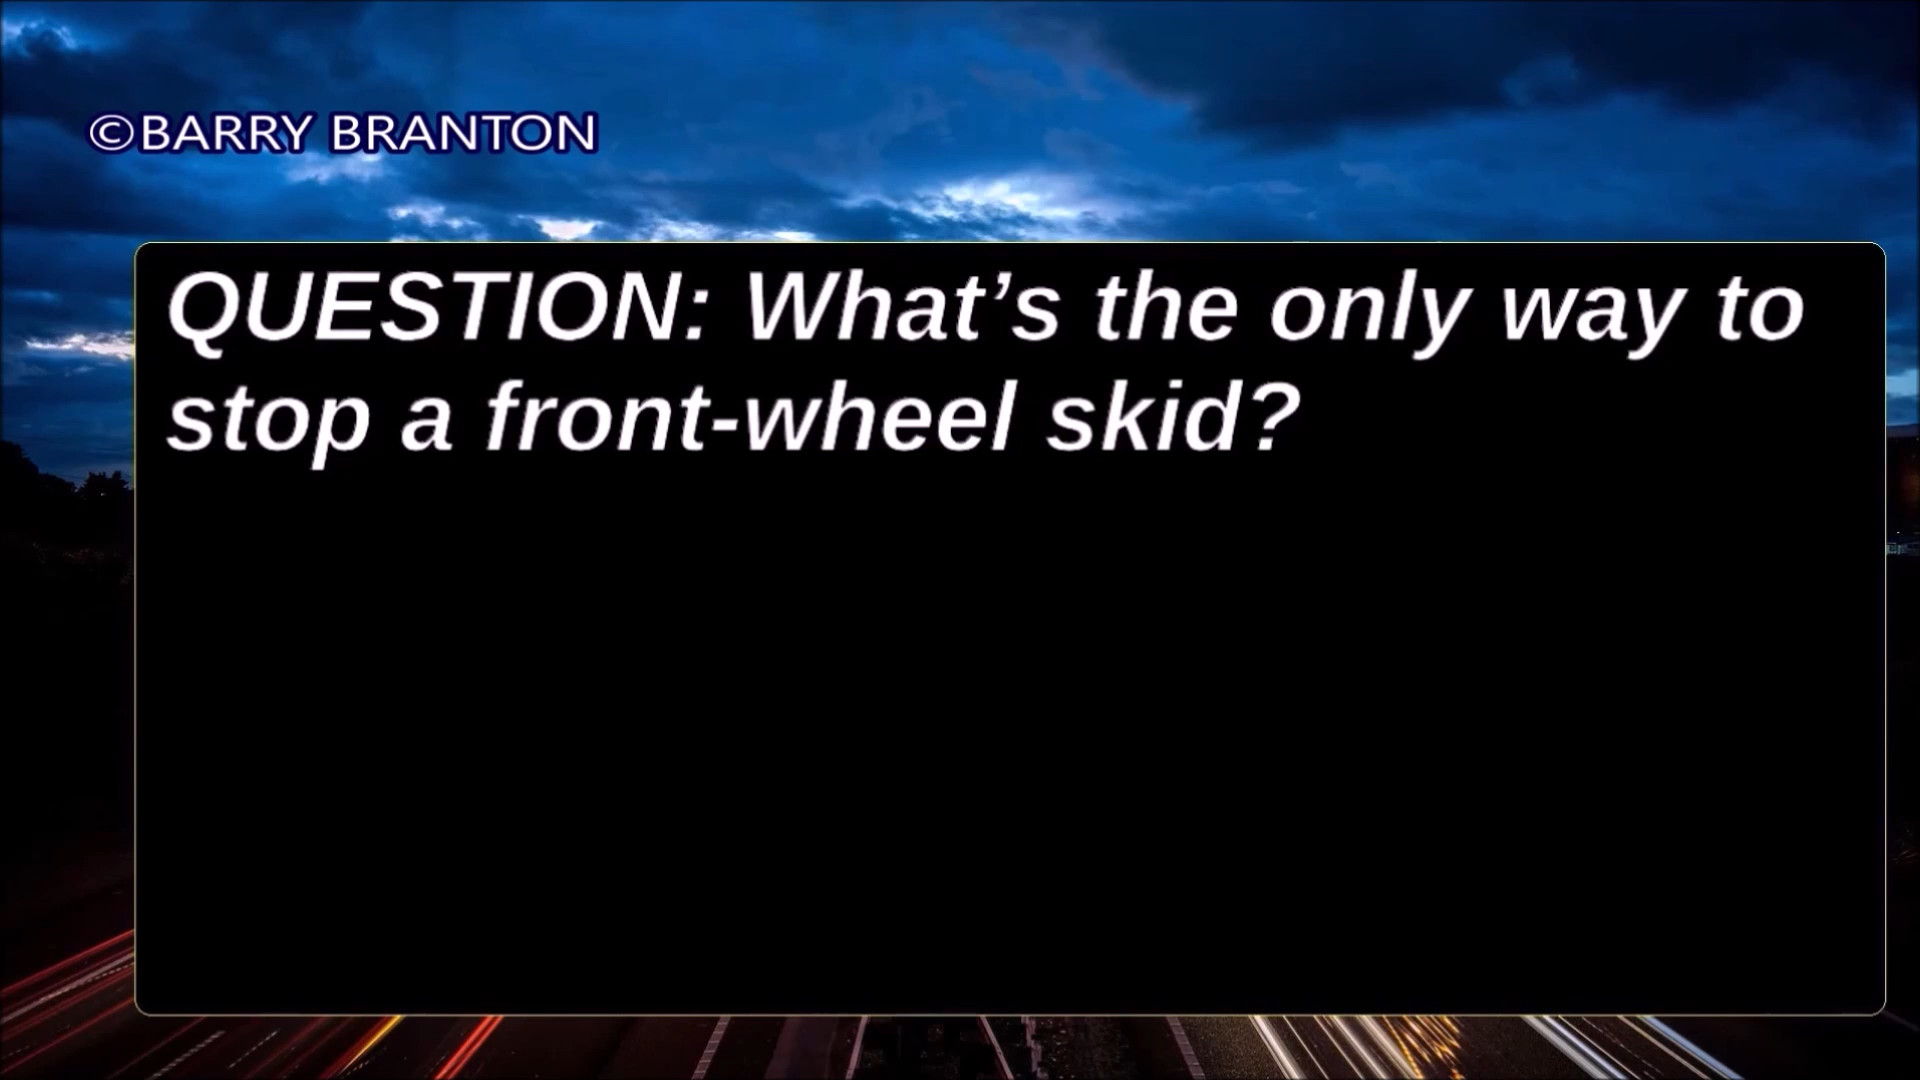 ©BARRY BRANTON
QUESTION: What’s the only way to
stop a front-wheel skid?